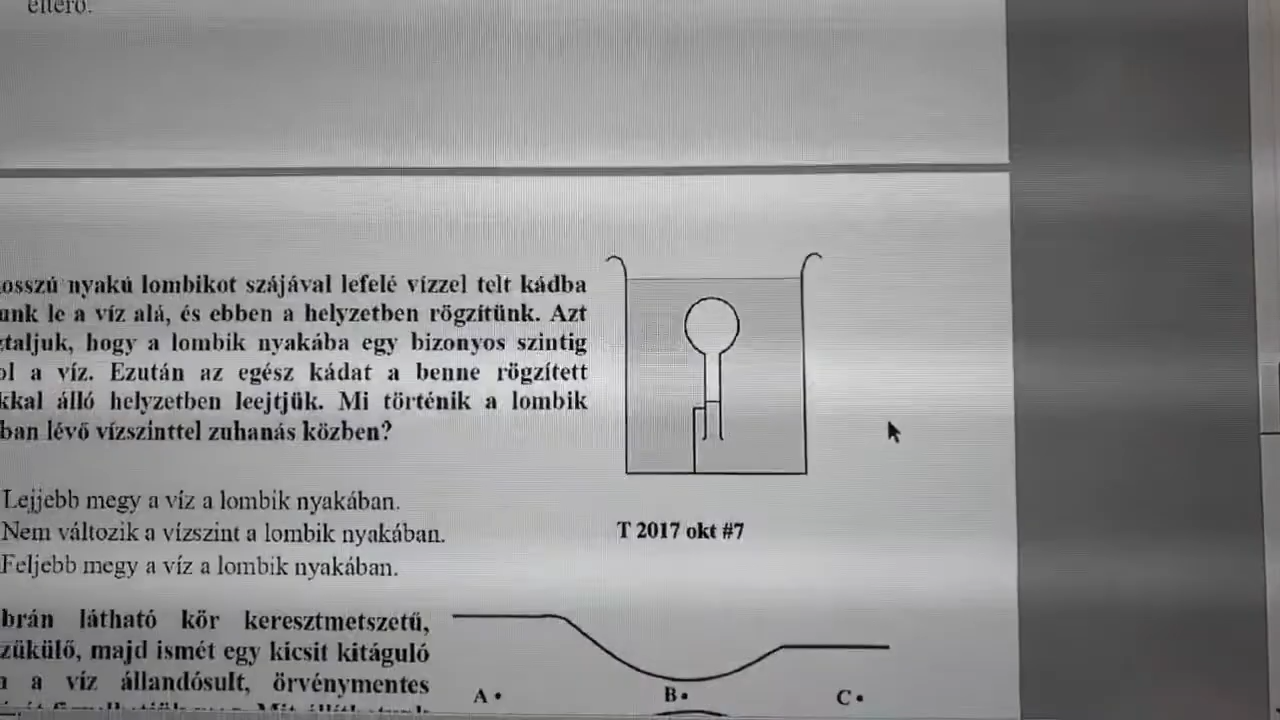 eltérő.
osszú nyakú lombikot szájával lefelé vízzel telt kádba
unk le a víz alá, és ebben a helyzetben rögzítünk. Azt
taljuk, hogy a lombik nyakába egy bizonyos szintig
ol a víz. Ezután az egész kádat a benne rögzített
kkal álló helyzetben leejtjük. Mi történik a lombik
ban lévő vízszinttel zuhanás közben?
Lejjebb megy a víz a lombik nyakában.
Nem változik a vízszint a lombik nyakában.
Feljebb megy a víz a lombik nyakában.
T 2017 okt #7
brán látható kör keresztmetszetű,
zűkülő, majd ismét egy kicsit kitáguló
a víz állandósult, örvénymentes
A
B
C